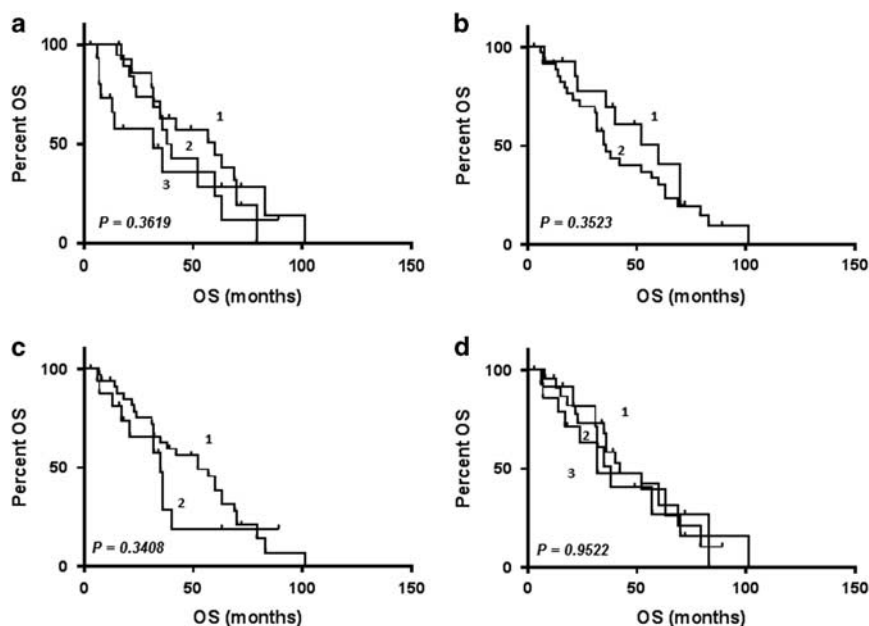 a
Percent OS
100
50
0
1
2
3
P = 0.3619
0 50 100 150
OS (months)
b
Percent OS
100
50
0
1
2
P = 0.3523
0 50 100 150
OS (months)
c
Percent OS
100
50
0
1
2
P = 0.3408
0 50 100 150
OS (months)
d
Percent OS
100
50
0
1
2
3
P = 0.9522
0 50 100 150
OS (months)